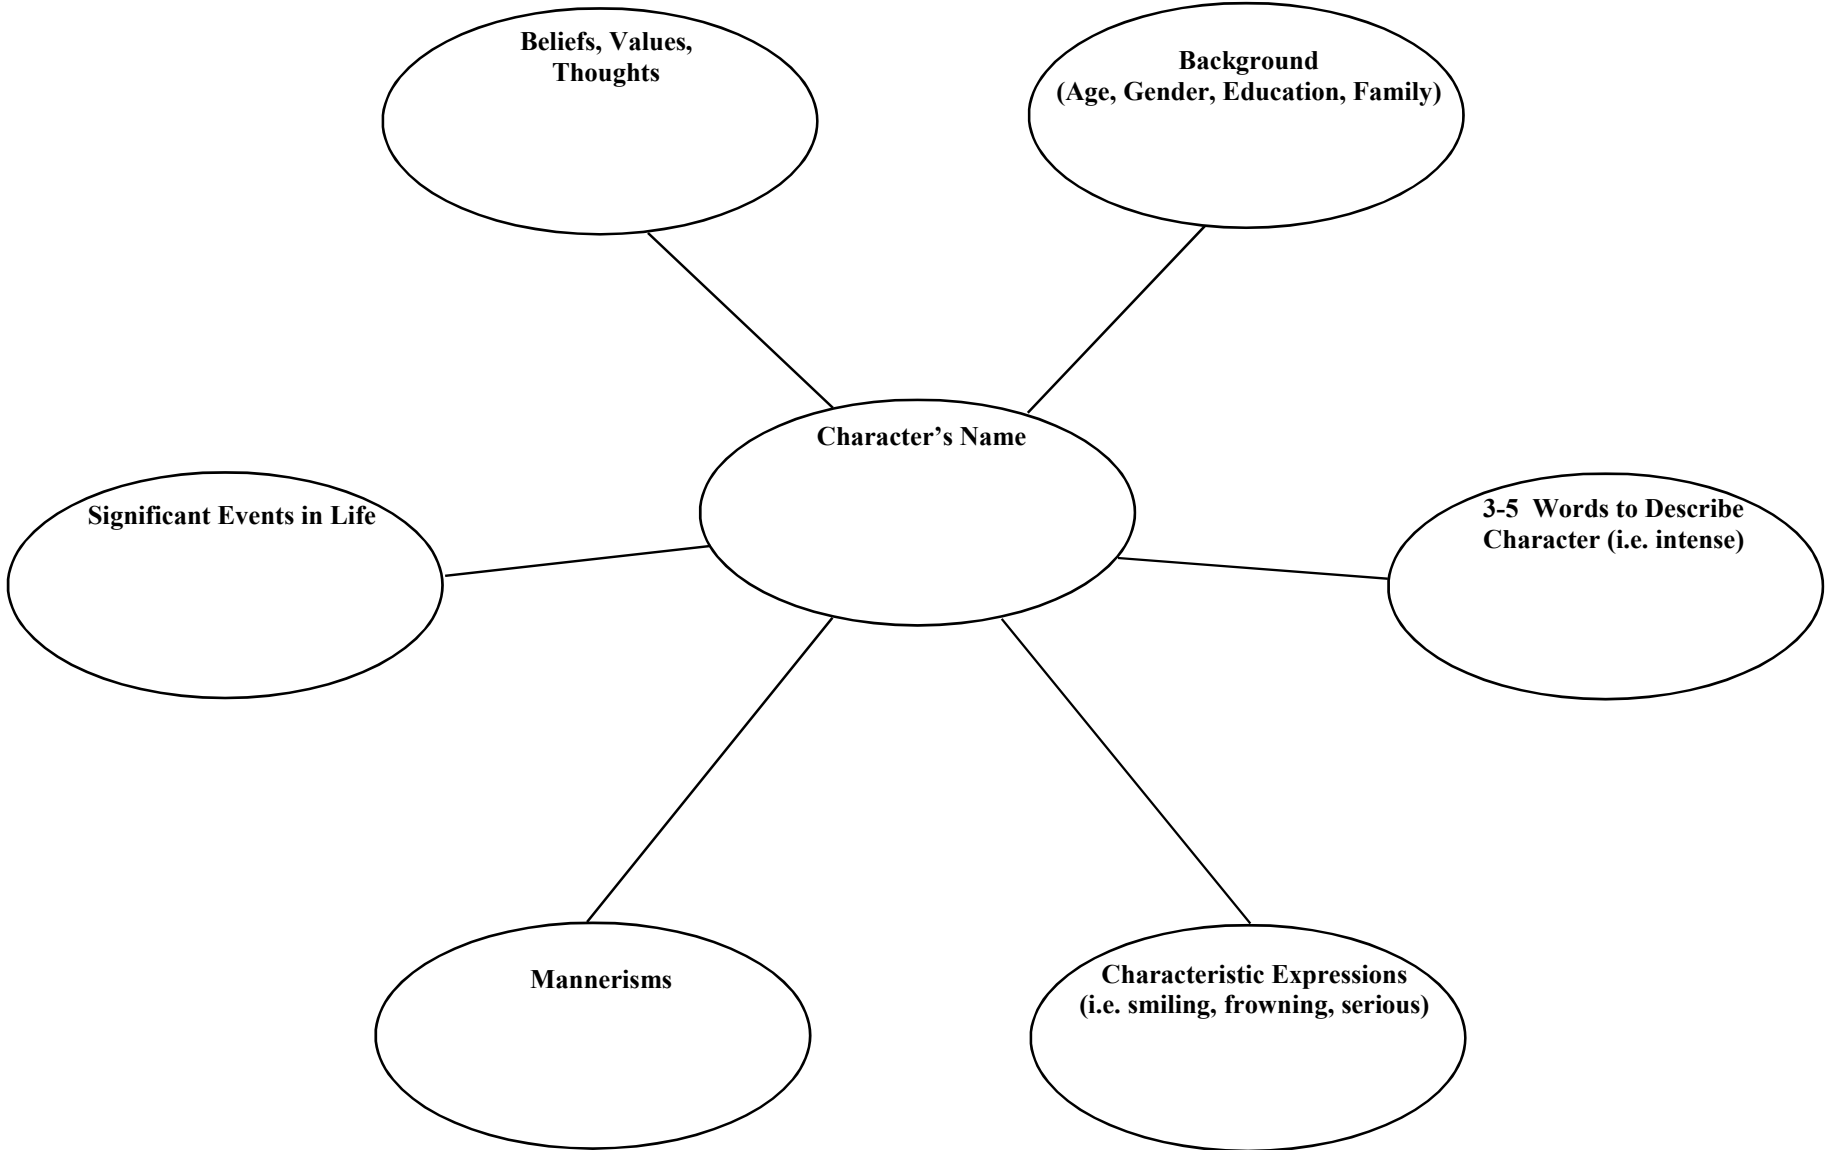 Beliefs, Values,
Thoughts
Background
(Age, Gender, Education, Family)
Character’s Name
Significant Events in Life
3-5  Words to Describe
Character (i.e. intense)
Mannerisms
Characteristic Expressions
(i.e. smiling, frowning, serious)